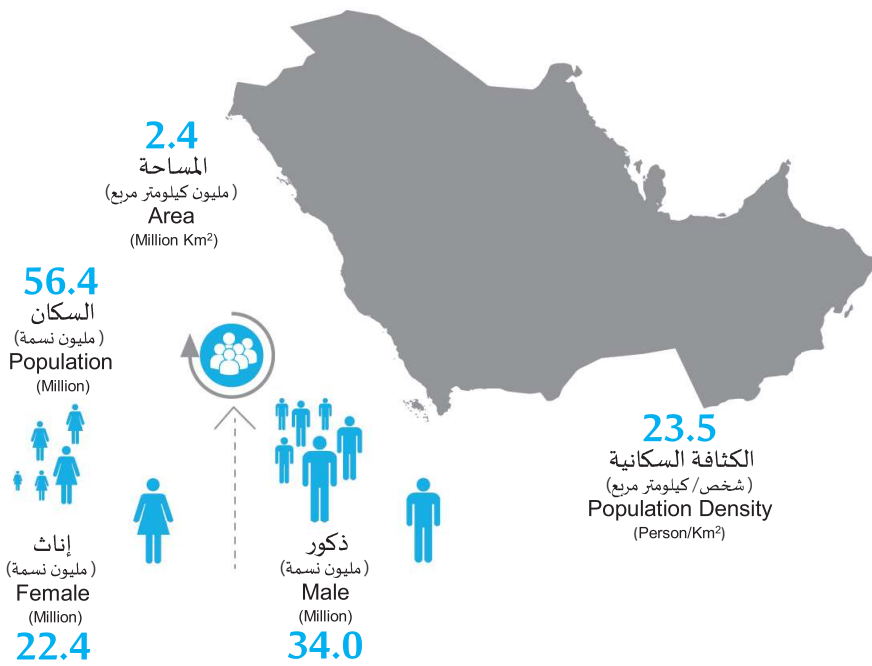 2.4
المساحة
(مليون كيلومتر مربع)
Area
(Million Km²)
56.4
السكان
(مليون نسمة)
Population
(Million)
23.5
الكثافة السكانية
(شخص/ كيلومتر مربع)
Population Density
(Person/Km²)
إناث
(مليون نسمة)
Female
(Million)
22.4
ذكور
(مليون نسمة)
Male
(Million)
34.0